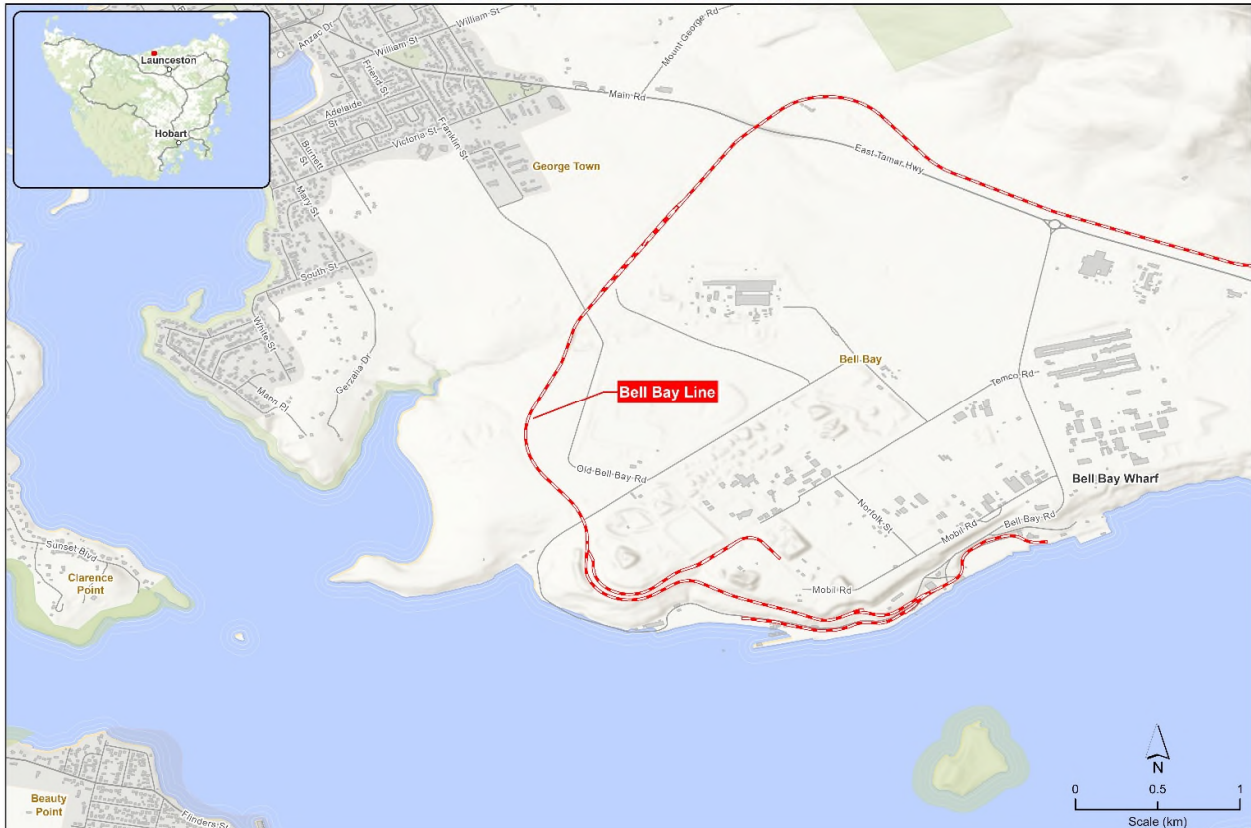 Launceston
Hobart
Anzac Dr
William St
William St
Friend St
Adelaide
Victoria St
Franklin St
Burnett
St
Mary St
South St
White St
Mann Pl
Gerzalia Dr
Mount George Rd
Main Rd
George Town
East Tamar Hwy
Bell Bay
Bell Bay Line
Temco Rd
Old Bell Bay Rd
Bell Bay Wharf
Norfolk St
Mobil Rd
Bell Bay Rd
Mobil Rd
Sunset Blvd
Clarence
Point
Beauty
Point
Flinders St
N
0 0.5 1
Scale (km)